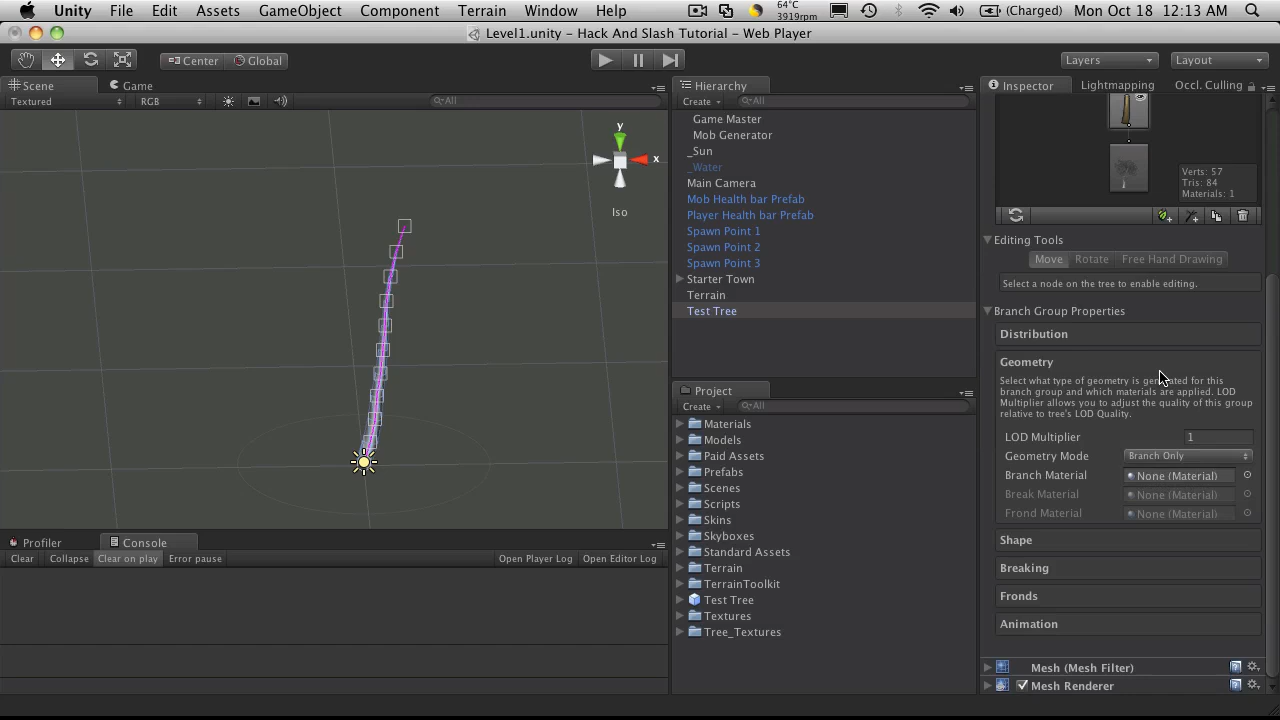 Unity File Edit Assets GameObject Component Terrain Window Help 64°C 3919rpm (Charged) Mon Oct 18 12:13 AM
Level1.unity - Hack And Slash Tutorial - Web Player
Center Global Layers Layout
Scene Game
Textured RGB All
y
x
Iso
Hierarchy
Create All
Game Master
Mob Generator
_Sun
_Water
Main Camera
Mob Health bar Prefab
Player Health bar Prefab
Spawn Point 1
Spawn Point 2
Spawn Point 3
Starter Town
Terrain
Test Tree
Project
Create All
Materials
Models
Paid Assets
Prefabs
Scenes
Scripts
Skins
Skyboxes
Standard Assets
Terrain
TerrainToolkit
Test Tree
Textures
Tree_Textures
Profiler Console
Clear Collapse Clear on play Error pause Open Player Log Open Editor Log
Inspector Lightmapping Occl. Culling
Verts: 57
Tris: 84
Materials: 1
Editing Tools
Move Rotate Free Hand Drawing
Select a node on the tree to enable editing.
Branch Group Properties
Distribution
Geometry
Select what type of geometry is generated for this
branch group and which materials are applied. LOD
Multiplier allows you to adjust the quality of this group
relative to tree's LOD Quality.
LOD Multiplier 1
Geometry Mode Branch Only
Branch Material None (Material)
Break Material None (Material)
Frond Material None (Material)
Shape
Breaking
Fronds
Animation
Mesh (Mesh Filter)
Mesh Renderer